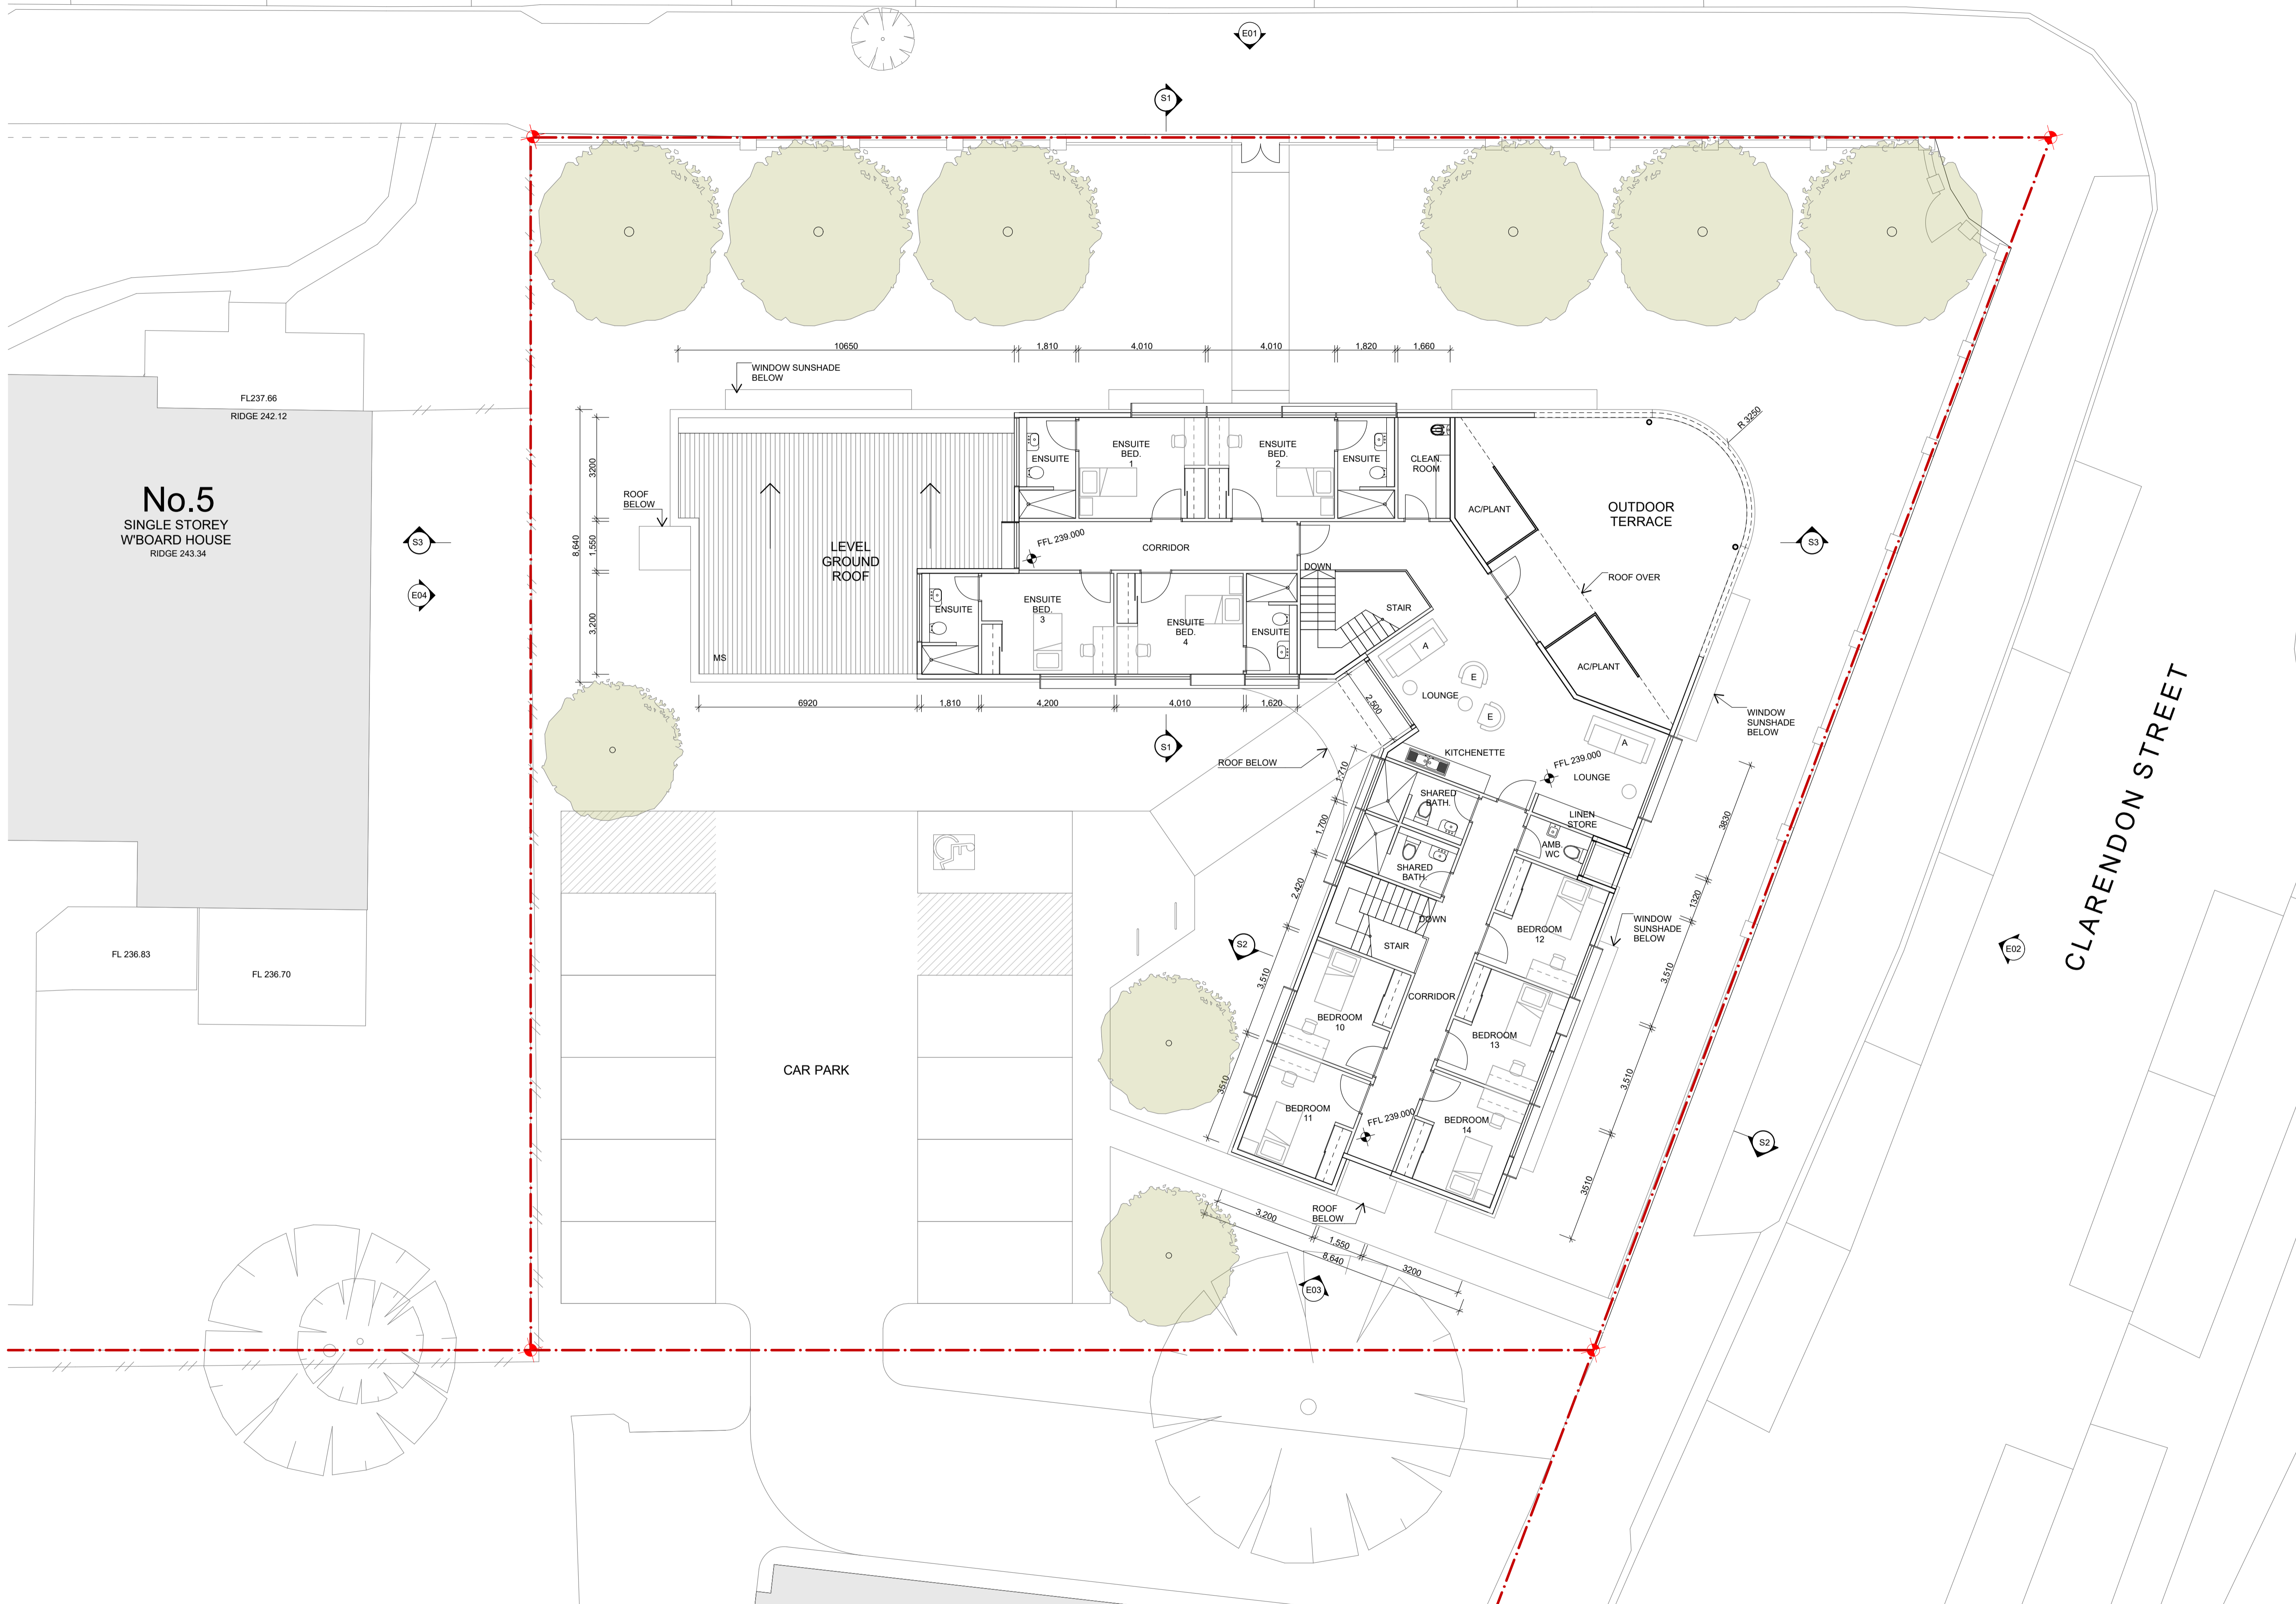 E01
S1
10650
1,810
4,010
4,010
1,820
1,660
WINDOW SUNSHADE
BELOW
FL237.66
RIDGE 242.12
R 3250
8,640
3200
1,550
3,200
ENSUITE
ENSUITE
BED.
1
ENSUITE
BED.
2
ENSUITE
CLEAN.
ROOM
No.5
SINGLE STOREY
W'BOARD HOUSE
RIDGE 243.34
ROOF
BELOW
AC/PLANT
OUTDOOR
TERRACE
S3
FFL 239.000
CORRIDOR
LEVEL
GROUND
ROOF
S3
E04
DOWN
ROOF OVER
ENSUITE
ENSUITE
BED.
3
ENSUITE
BED.
4
ENSUITE
STAIR
A
MS
E
E
LOUNGE
AC/PLANT
6920
1,810
4,200
4,010
1,620
2,500
WINDOW
SUNSHADE
BELOW
CLARENDON STREET
S1
A
ROOF BELOW
KITCHENETTE
FFL 239.000
LOUNGE
1,710
1,700
2,420
3,510
3510
SHARED
BATH.
LINEN
STORE
AMB.
WC
SHARED
BATH.
3830
1320
3,510
3,510
3510
DOWN
STAIR
BEDROOM
12
WINDOW
SUNSHADE
BELOW
S2
E02
FL 236.83
FL 236.70
CORRIDOR
BEDROOM
10
BEDROOM
13
CAR PARK
BEDROOM
11
FFL 239.000
BEDROOM
14
S2
ROOF
BELOW
3,200
1,550
3200
8,640
E03